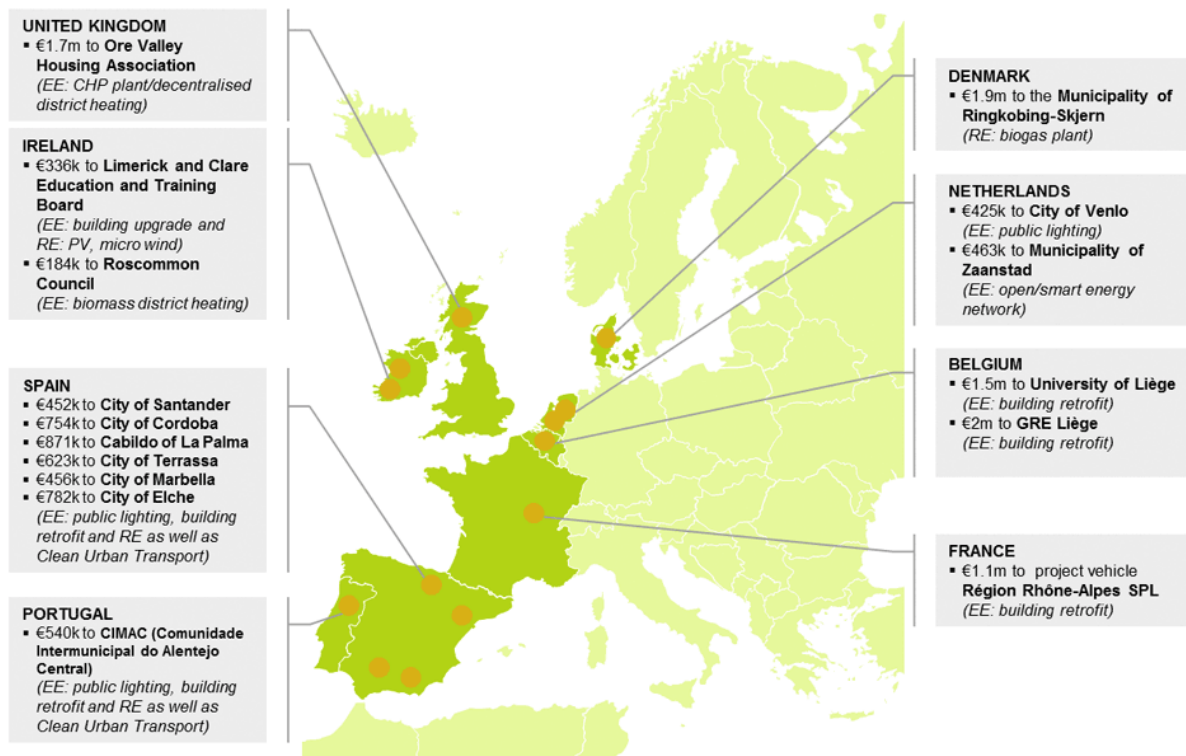 UNITED KINGDOM
▪ €1.7m to Ore Valley
Housing Association
(EE: CHP plant/decentralised
district heating)
IRELAND
▪ €336k to Limerick and Clare
Education and Training
Board
(EE: building upgrade and
RE: PV, micro wind)
▪ €184k to Roscommon
Council
(EE: biomass district heating)
SPAIN
▪ €452k to City of Santander
▪ €754k to City of Cordoba
▪ €871k to Cabildo of La Palma
▪ €623k to City of Terrassa
▪ €456k to City of Marbella
▪ €782k to City of Elche
(EE: public lighting, building
retrofit and RE as well as
Clean Urban Transport)
PORTUGAL
▪ €540k to CIMAC (Comunidade
Intermunicipal do Alentejo
Central)
(EE: public lighting, building
retrofit and RE as well as
Clean Urban Transport)
DENMARK
▪ €1.9m to the Municipality of
Ringkobing-Skjern
(RE: biogas plant)
NETHERLANDS
▪ €425k to City of Venlo
(EE: public lighting)
▪ €463k to Municipality of
Zaanstad
(EE: open/smart energy
network)
BELGIUM
▪ €1.5m to University of Liège
(EE: building retrofit)
▪ €2m to GRE Liège
(EE: building retrofit)
FRANCE
▪ €1.1m to project vehicle
Région Rhône-Alpes SPL
(EE: building retrofit)